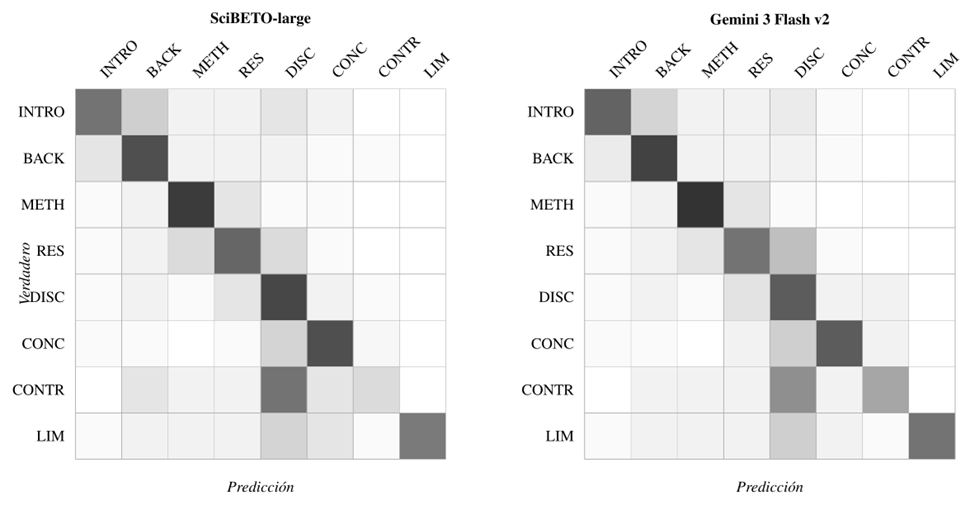 SciBETO-large
INTRO BACK METH RES DISC CONC CONTR LIM
INTRO
BACK
METH
RES
DISC
CONC
CONTR
LIM
Verdadero
Predicción
Gemini 3 Flash v2
INTRO BACK METH RES DISC CONC CONTR LIM
INTRO
BACK
METH
RES
DISC
CONC
CONTR
LIM
Predicción